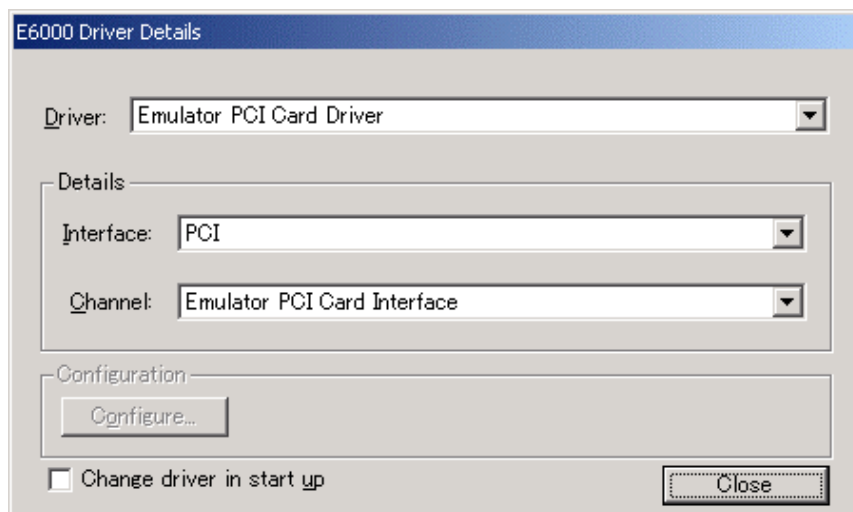 E6000 Driver Details
Driver: Emulator PCI Card Driver
Details
Interface: PCI
Channel: Emulator PCI Card Interface
Configuration
Configure...
Change driver in start up
Close